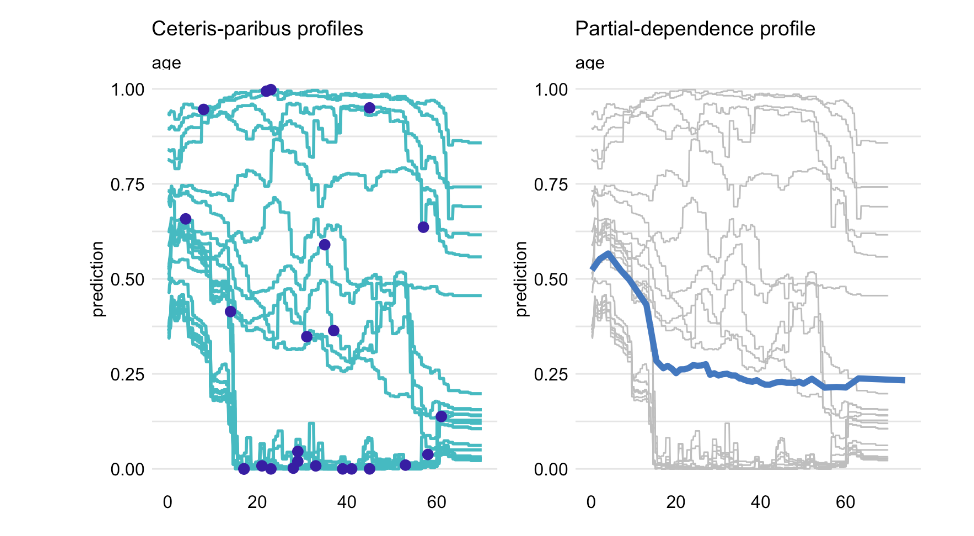 Ceteris-paribus profiles
age
prediction
1.00
0.75
0.50
0.25
0.00
0 20 40 60
Partial-dependence profile
age
prediction
1.00
0.75
0.50
0.25
0.00
0 20 40 60